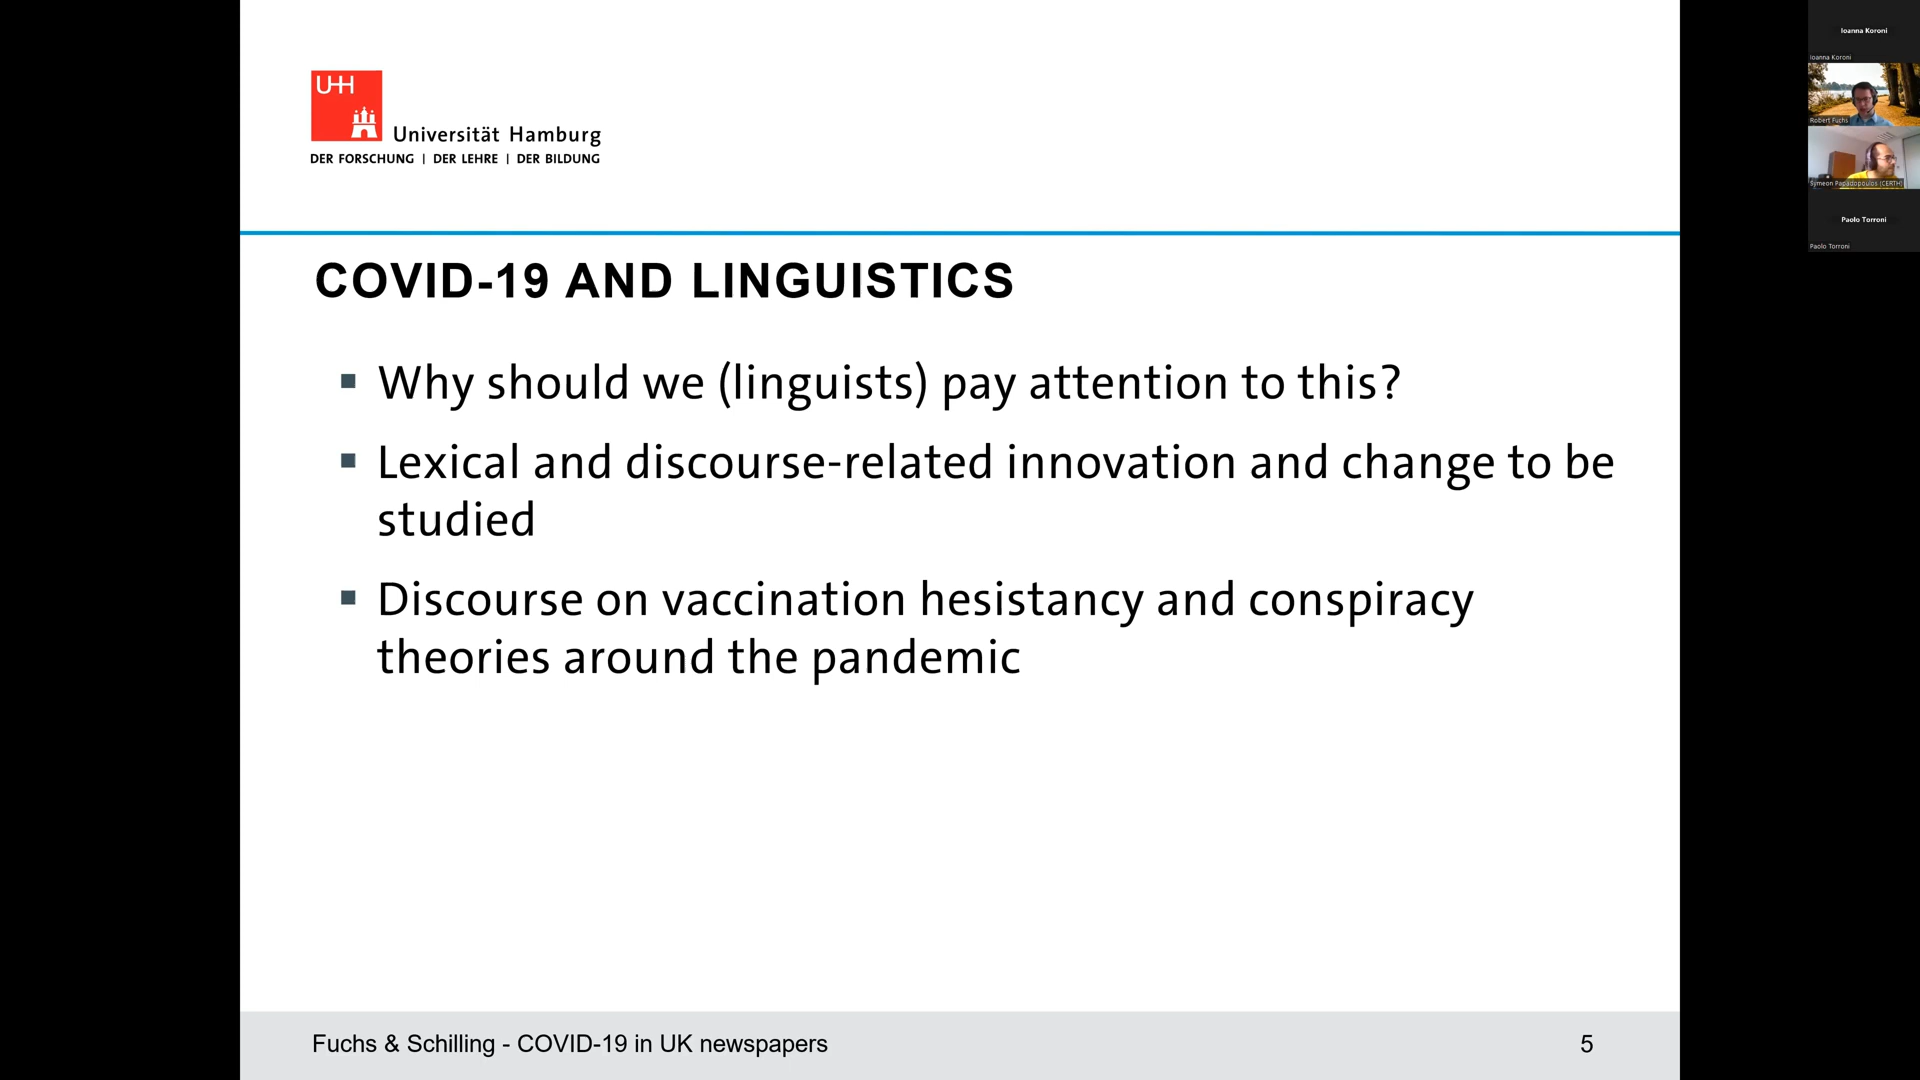 UHH
Universität Hamburg
DER FORSCHUNG | DER LEHRE | DER BILDUNG
COVID-19 AND LINGUISTICS
▪ Why should we (linguists) pay attention to this?
▪ Lexical and discourse-related innovation and change to be
studied
▪ Discourse on vaccination hesistancy and conspiracy
theories around the pandemic
Fuchs & Schilling - COVID-19 in UK newspapers
5
Ioanna Koroni
Ioanna Koroni
Robert Fuchs
Symeon Papadopoulos (CERTH)
Paolo Torroni
Paolo Torroni